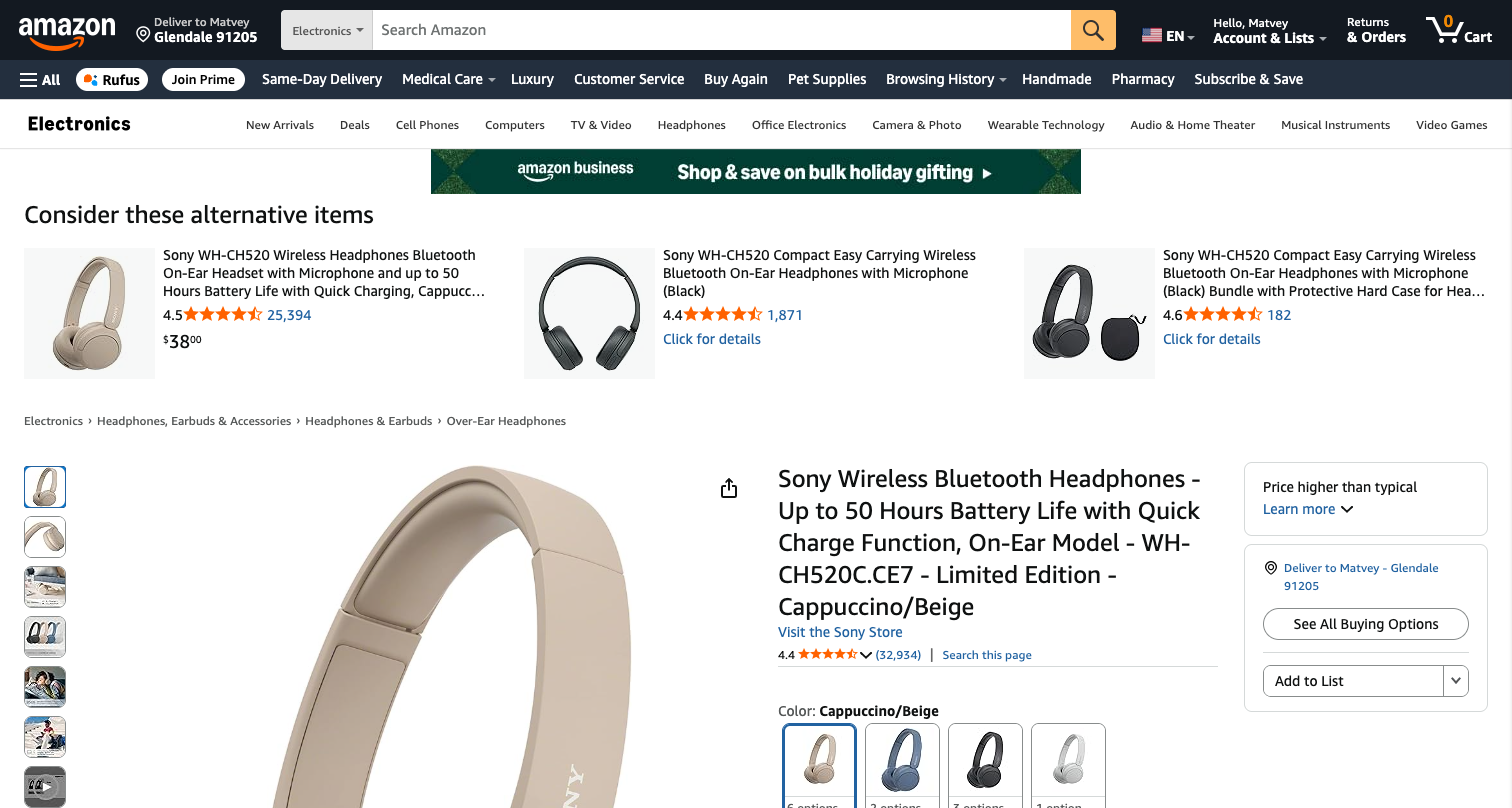 amazon
Deliver to Matvey
Glendale 91205
Electronics
Search Amazon
EN
Hello, Matvey
Account & Lists
Returns
& Orders
0
Cart
All
Rufus
Join Prime
Same-Day Delivery
Medical Care
Luxury
Customer Service
Buy Again
Pet Supplies
Browsing History
Handmade
Pharmacy
Subscribe & Save
Electronics
New Arrivals
Deals
Cell Phones
Computers
TV & Video
Headphones
Office Electronics
Camera & Photo
Wearable Technology
Audio & Home Theater
Musical Instruments
Video Games
amazon business
Shop & save on bulk holiday gifting
Consider these alternative items
Sony WH-CH520 Wireless Headphones Bluetooth
On-Ear Headset with Microphone and up to 50
Hours Battery Life with Quick Charging, Cappucc...
4.5 25,394
$3800
Sony WH-CH520 Compact Easy Carrying Wireless
Bluetooth On-Ear Headphones with Microphone
(Black)
4.4 1,871
Click for details
Sony WH-CH520 Compact Easy Carrying Wireless
Bluetooth On-Ear Headphones with Microphone
(Black) Bundle with Protective Hard Case for Hea...
4.6 182
Click for details
Electronics › Headphones, Earbuds & Accessories › Headphones & Earbuds › Over-Ear Headphones
Sony Wireless Bluetooth Headphones -
Up to 50 Hours Battery Life with Quick
Charge Function, On-Ear Model - WH-
CH520C.CE7 - Limited Edition -
Cappuccino/Beige
Visit the Sony Store
4.4 (32,934) | Search this page
Color: Cappuccino/Beige
6 options
2 options
3 options
1 option
Price higher than typical
Learn more
Deliver to Matvey - Glendale
91205
See All Buying Options
Add to List